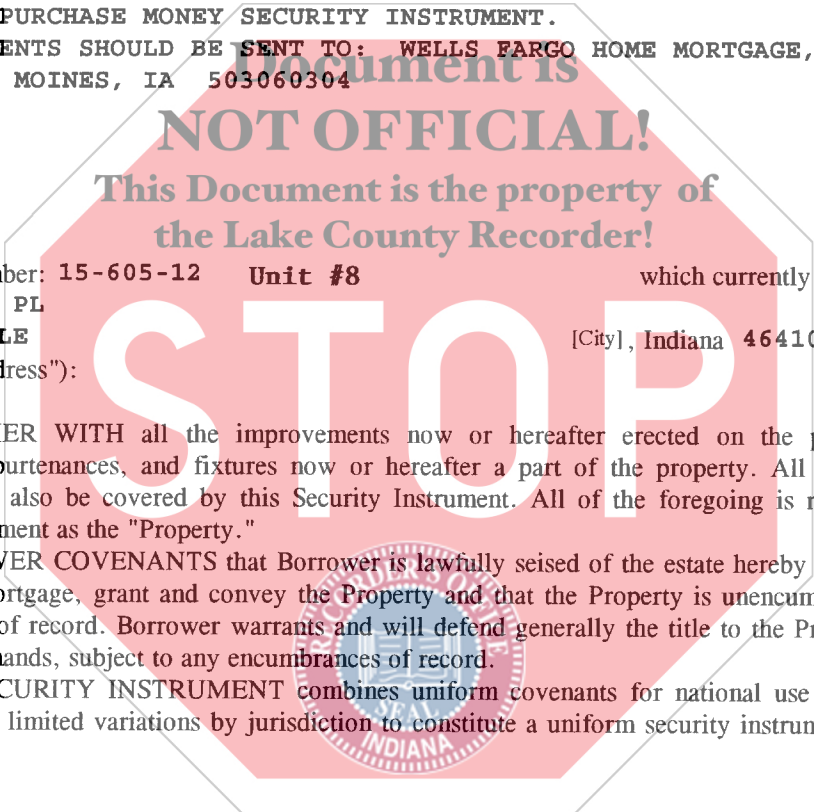 PURCHASE MONEY SECURITY INSTRUMENT.
ENTS SHOULD BE SENT TO: WELLS FARGO HOME MORTGAGE,
MOINES, IA 503060304
Document is
NOT OFFICIAL!
This Document is the property of
the Lake County Recorder!
ber: 15-605-12 Unit #8 which currently
PL
LE [City], Indiana 46410
dress"):
STOP
ER WITH all the improvements now or hereafter erected on the p
purtenances, and fixtures now or hereafter a part of the property. All
also be covered by this Security Instrument. All of the foregoing is r
ment as the "Property."
VER COVENANTS that Borrower is lawfully seised of the estate hereby
ortgage, grant and convey the Property and that the Property is unencum
of record. Borrower warrants and will defend generally the title to the Pr
ands, subject to any encumbrances of record.
CURITY INSTRUMENT combines uniform covenants for national use
limited variations by jurisdiction to constitute a uniform security instrum
RECORDER'S OFFICE
SEAL
INDIANA